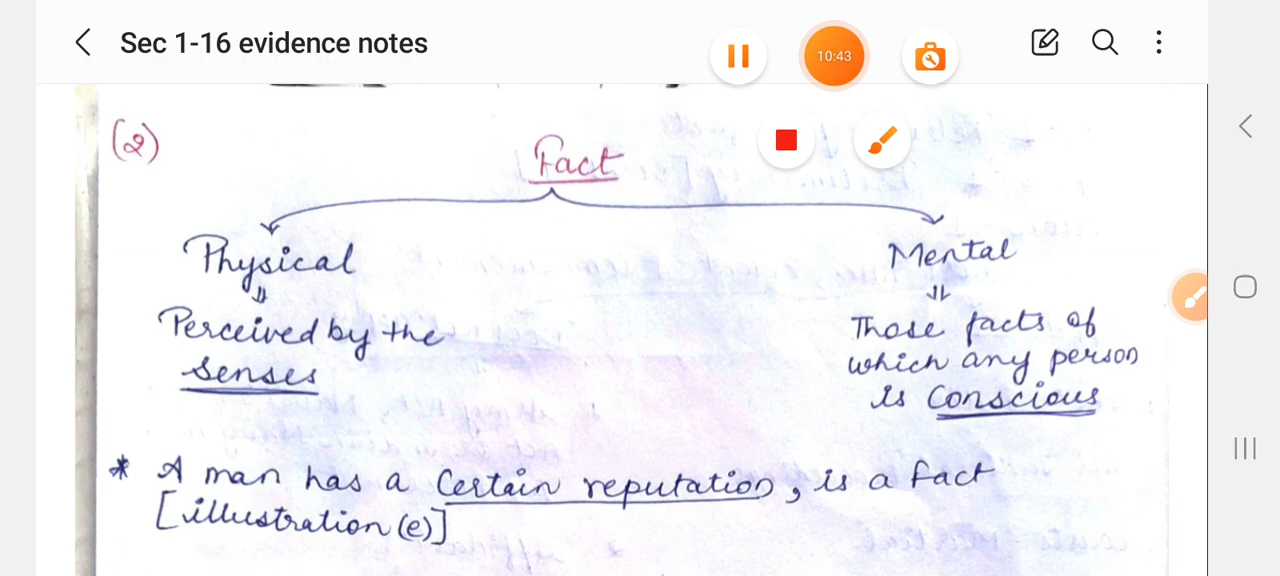 Sec 1-16 evidence notes
10:43
(2)
Fact
Physical
Mental
Perceived by the
senses
Those facts of
which any person
is Conscious
* A man has a Certain reputation, is a fact
[illustration (e)]